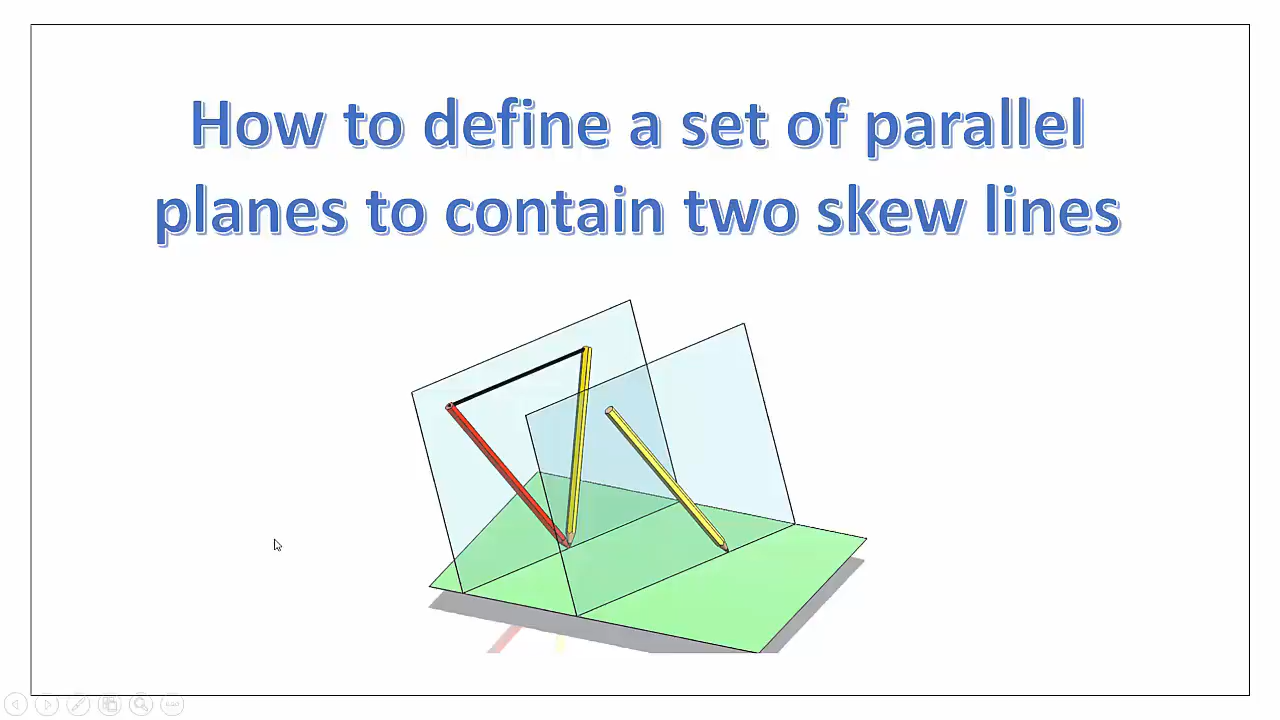 How to define a set of parallel
planes to contain two skew lines